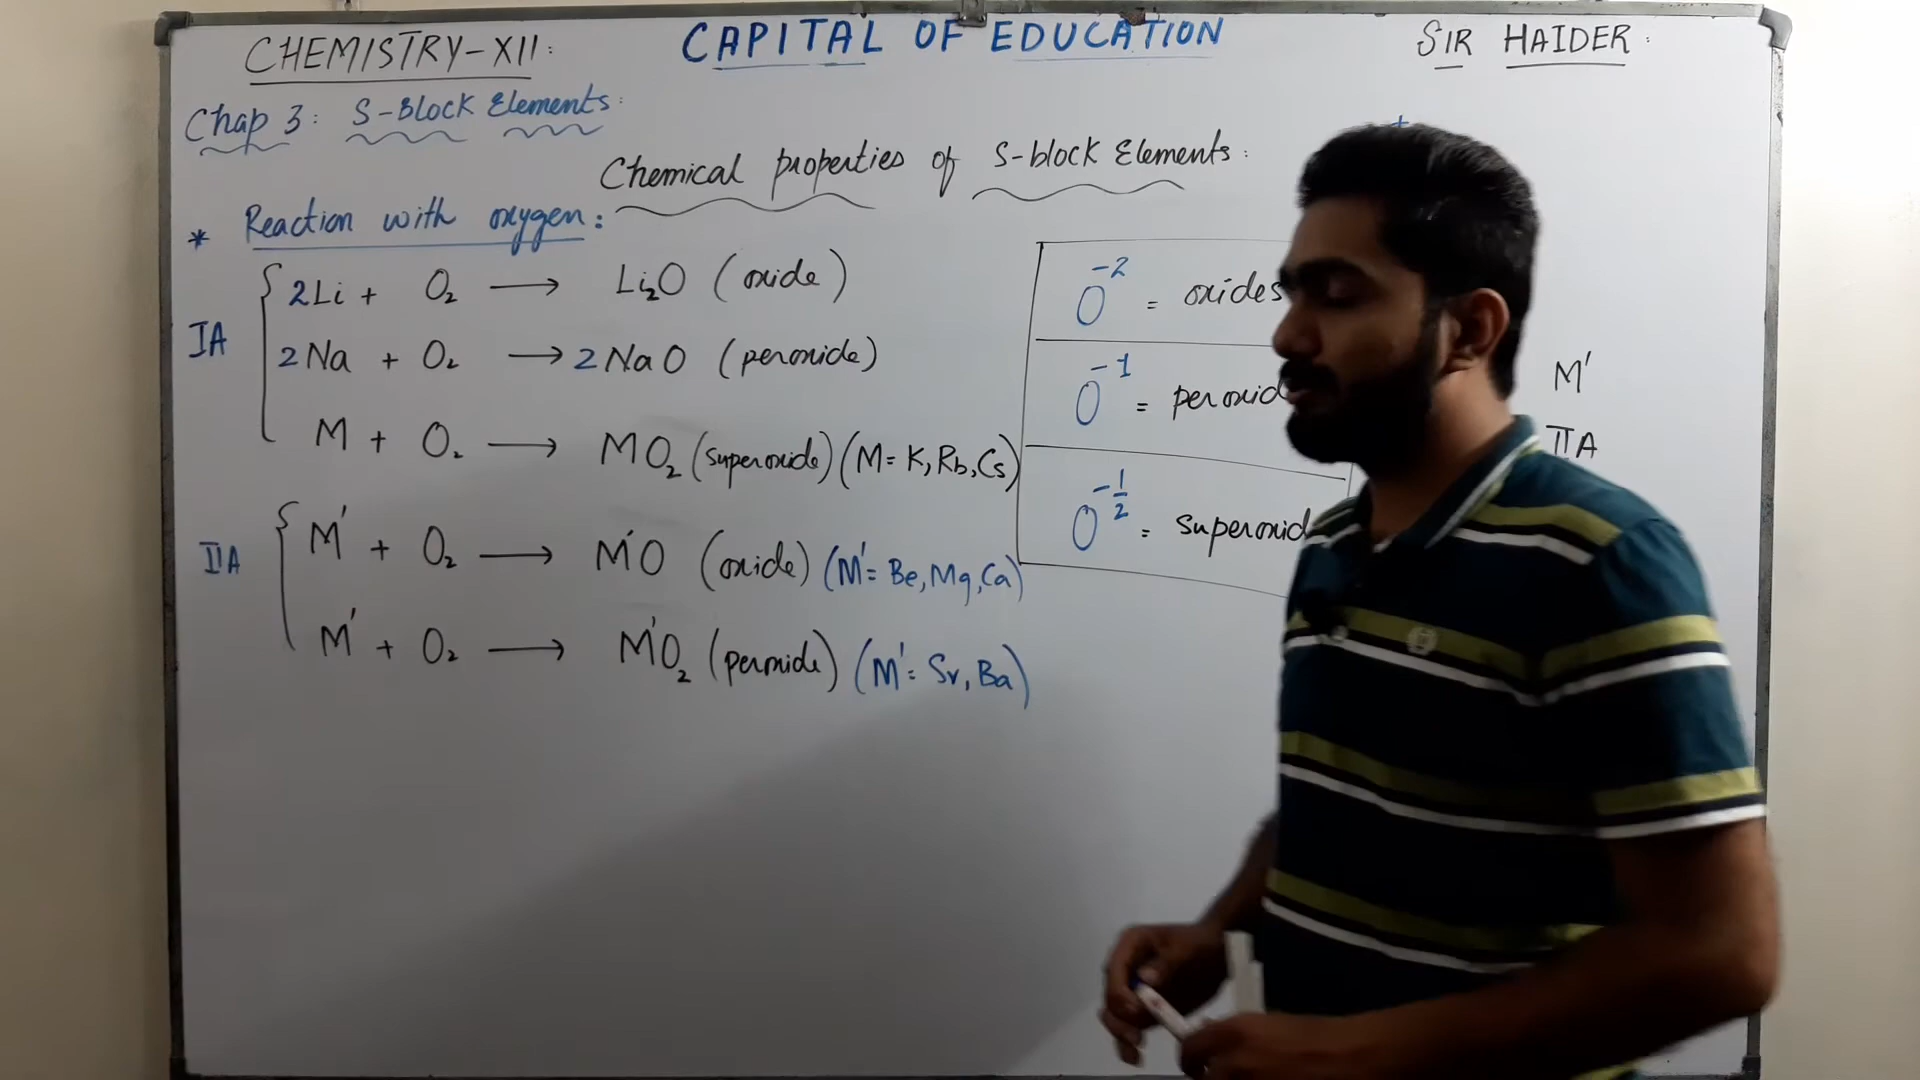 CHEMISTRY-XII:
CAPITAL OF EDUCATION
SIR HAIDER:
Chap 3: S-Block Elements:
Chemical properties of S-block Elements:
* Reaction with oxygen:
IA
2Li + O₂ → Li₂O (oxide)
2Na + O₂ → 2NaO (peroxide)
M + O₂ → MO₂ (superoxide) (M= K, Rb, Cs)
IIA
M' + O₂ → M'O (oxide) (M'= Be, Mg, Ca)
M' + O₂ → M'O₂ (peroxide) (M'= Sr, Ba)
O⁻² = oxides
O⁻¹ = peroxid
O^-1/2 = superoxid
M'
IIA